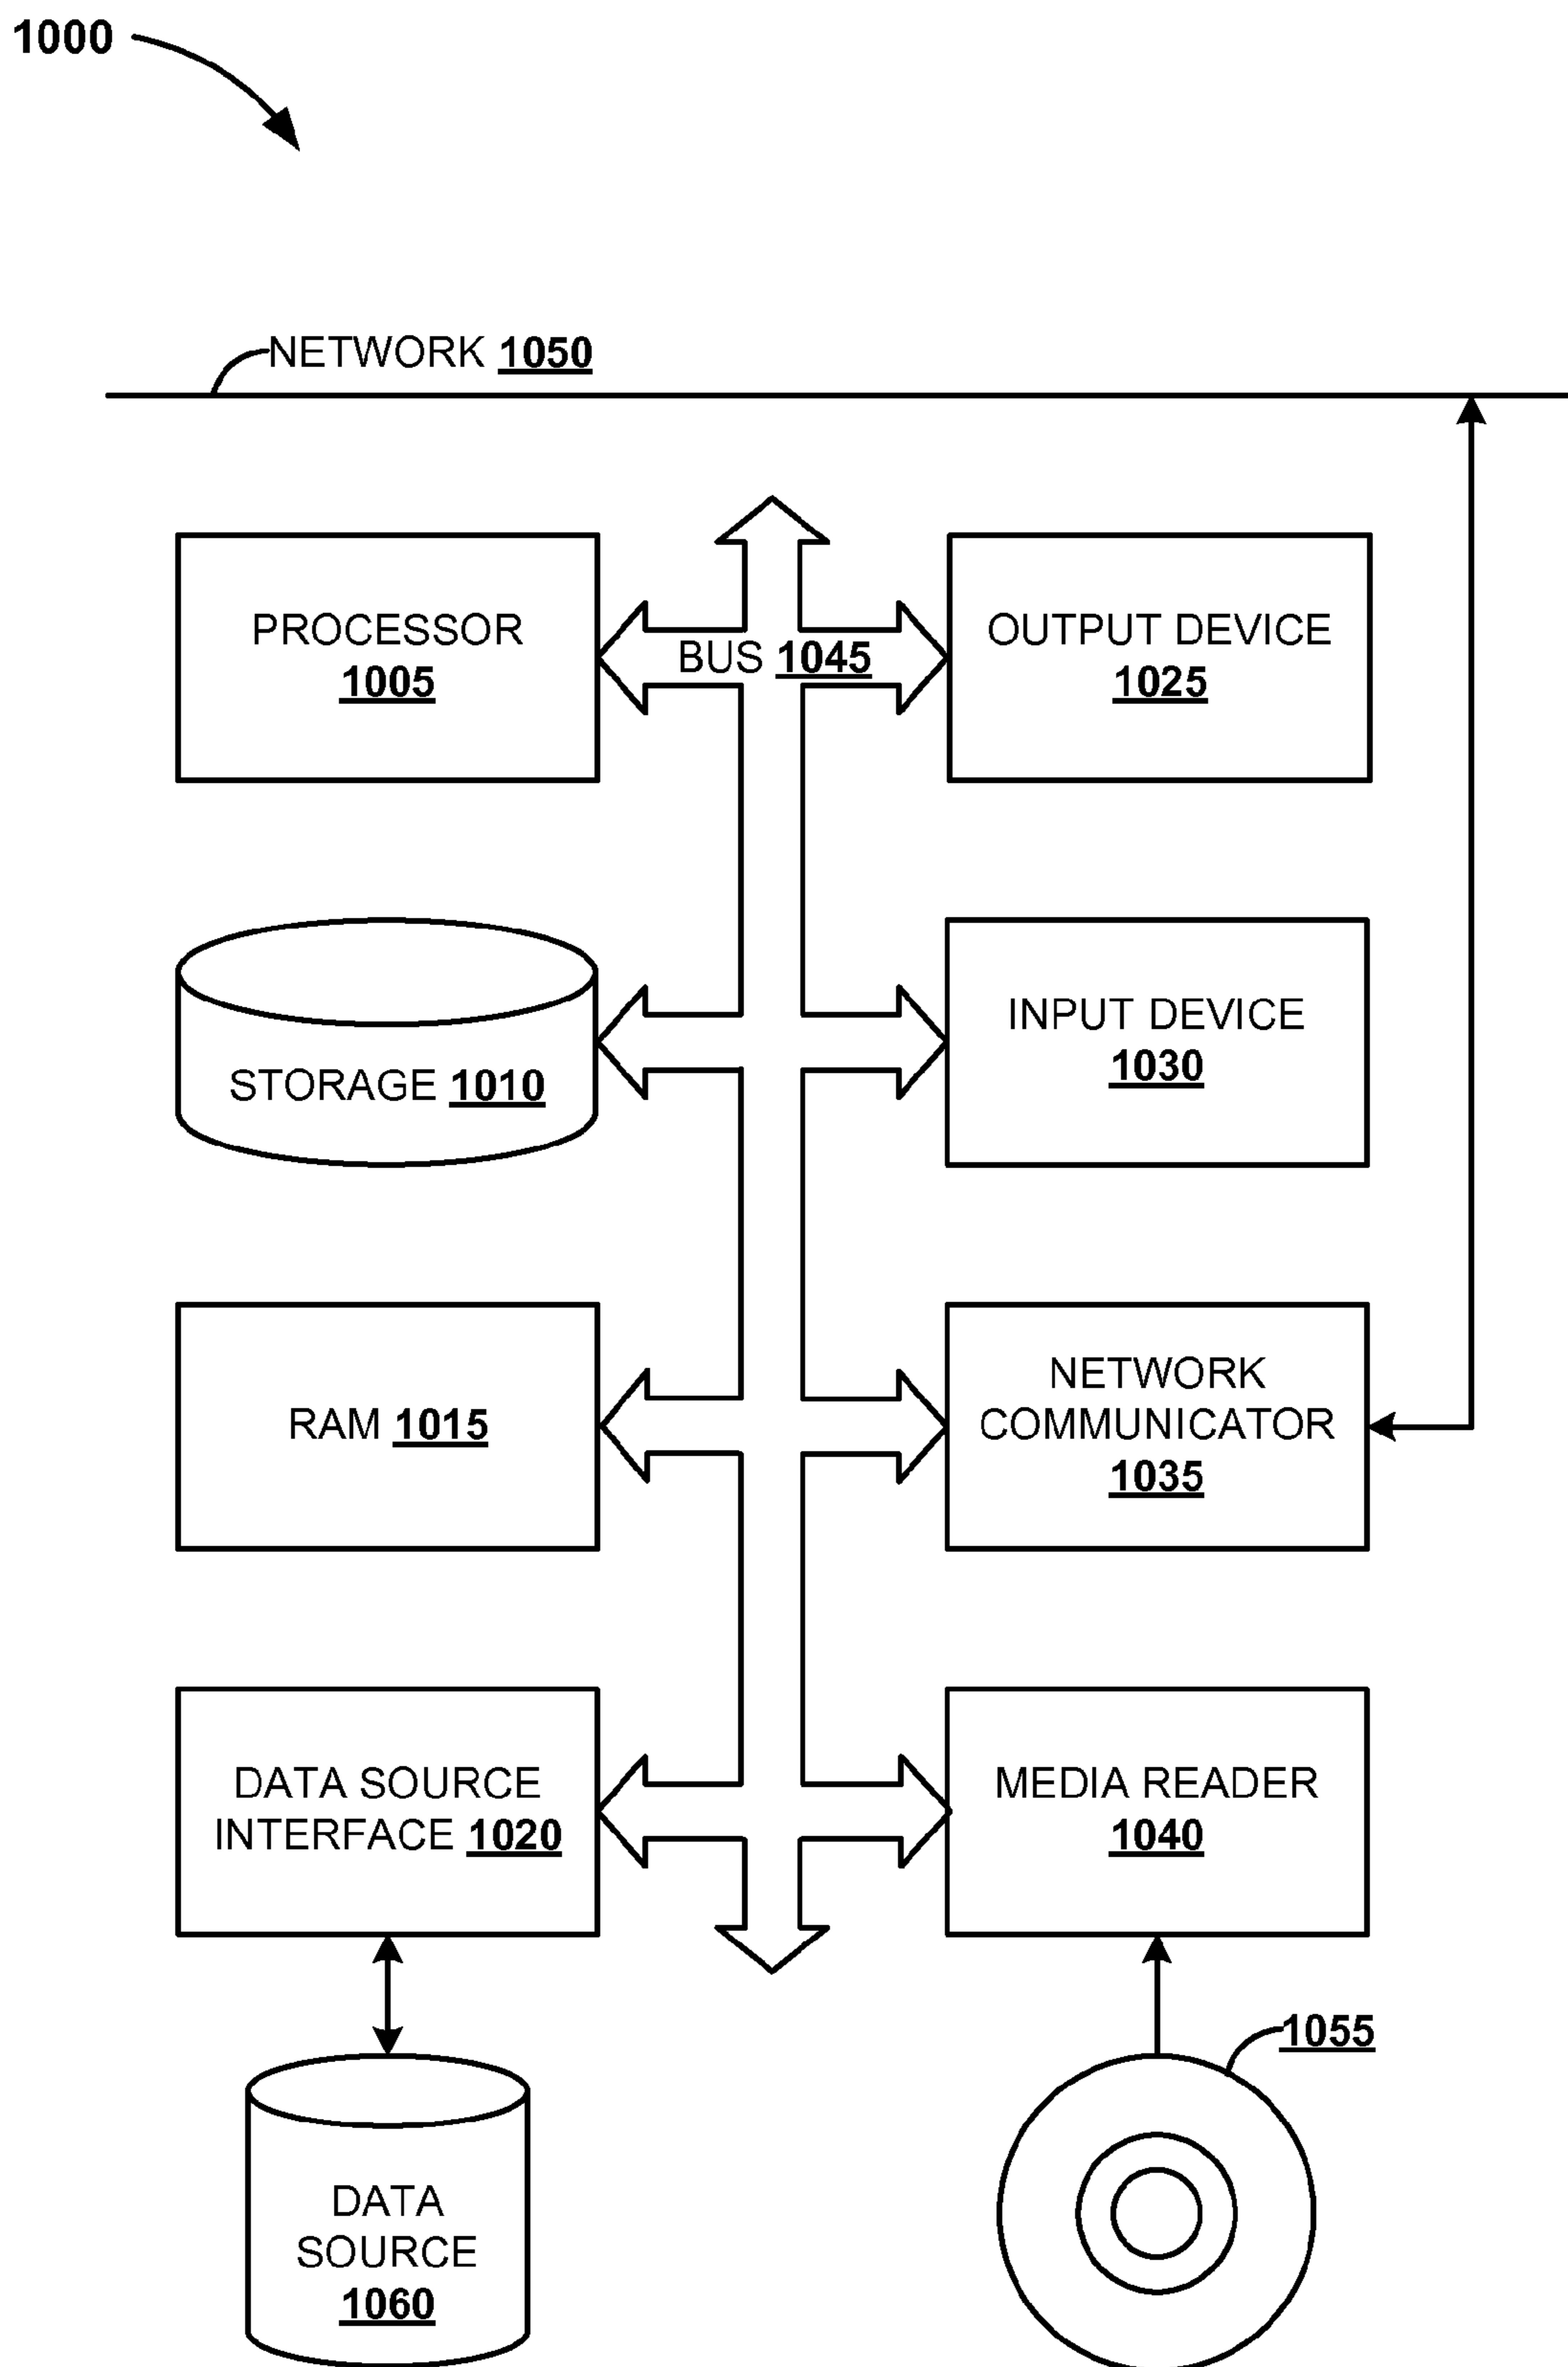 1000
NETWORK 1050
PROCESSOR
1005
BUS 1045
OUTPUT DEVICE
1025
STORAGE 1010
INPUT DEVICE
1030
RAM 1015
NETWORK
COMMUNICATOR
1035
DATA SOURCE
INTERFACE 1020
MEDIA READER
1040
1055
DATA
SOURCE
1060